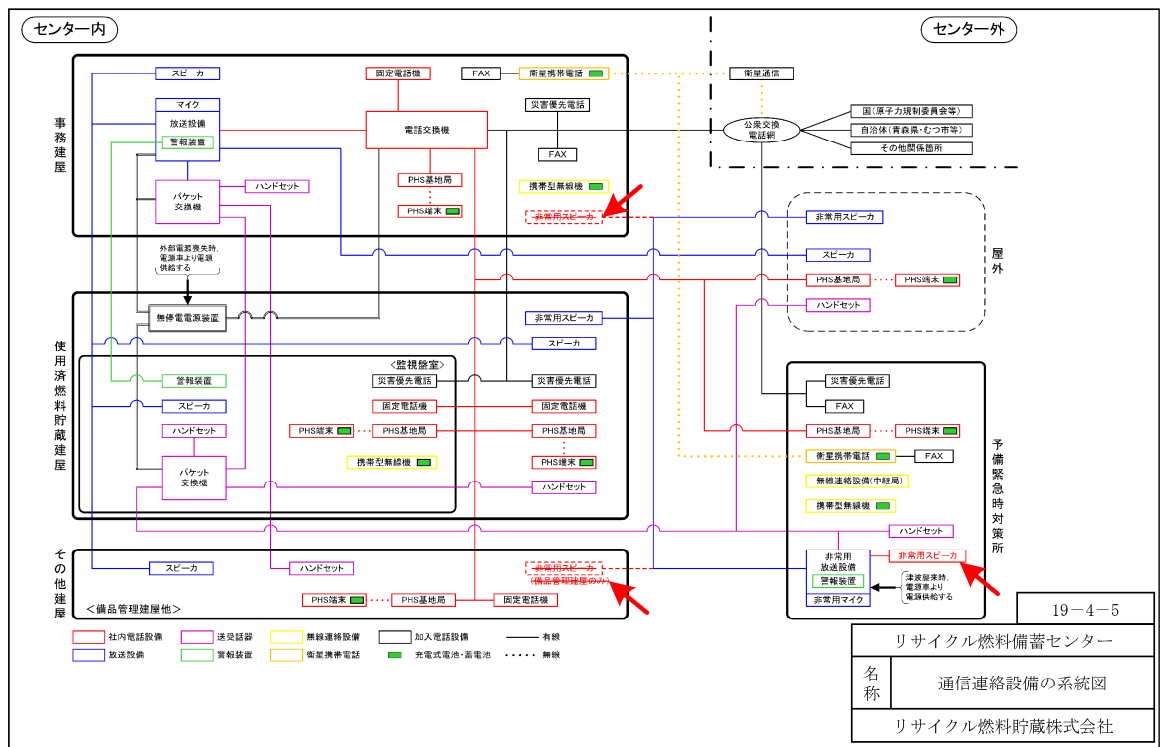 センター内
センター外
事務建屋
スピーカ
固定電話機
FAX
衛星携帯電話
衛星通信
マイク
放送設備
警報装置
電話交換機
災害優先電話
FAX
公衆交換
電話網
国(原子力規制委員会等)
自治体(青森県・むつ市等)
その他関係箇所
パケット
交換機
ハンドセット
PHS基地局
PHS端末
携帯型無線機
非常用スピーカ
外部電源喪失時,
電源車より電源
供給する
無停電電源装置
屋外
非常用スピーカ
スピーカ
PHS基地局
PHS端末
ハンドセット
使用済燃料貯蔵建屋
非常用スピーカ
スピーカ
<監視盤室>
警報装置
災害優先電話
災害優先電話
スピーカ
固定電話機
固定電話機
ハンドセット
PHS端末
PHS基地局
PHS基地局
パケット
交換機
携帯型無線機
PHS端末
ハンドセット
予備緊急時対策所
災害優先電話
FAX
PHS基地局
PHS端末
衛星携帯電話
FAX
無線連絡設備(中継局)
携帯型無線機
ハンドセット
非常用
放送設備
警報装置
非常用マイク
非常用スピーカ
津波襲来時,
電源車より
電源供給する
その他建屋
スピーカ
ハンドセット
非常用スピーカ
(備品管理建屋のみ)
PHS端末
PHS基地局
固定電話機
<備品管理建屋他>
社内電話設備
送受話器
無線連絡設備
加入電話設備
有線
放送設備
警報装置
衛星携帯電話
充電式電池・蓄電池
無線
19-4-5
リサイクル燃料備蓄センター
名称
通信連絡設備の系統図
リサイクル燃料貯蔵株式会社